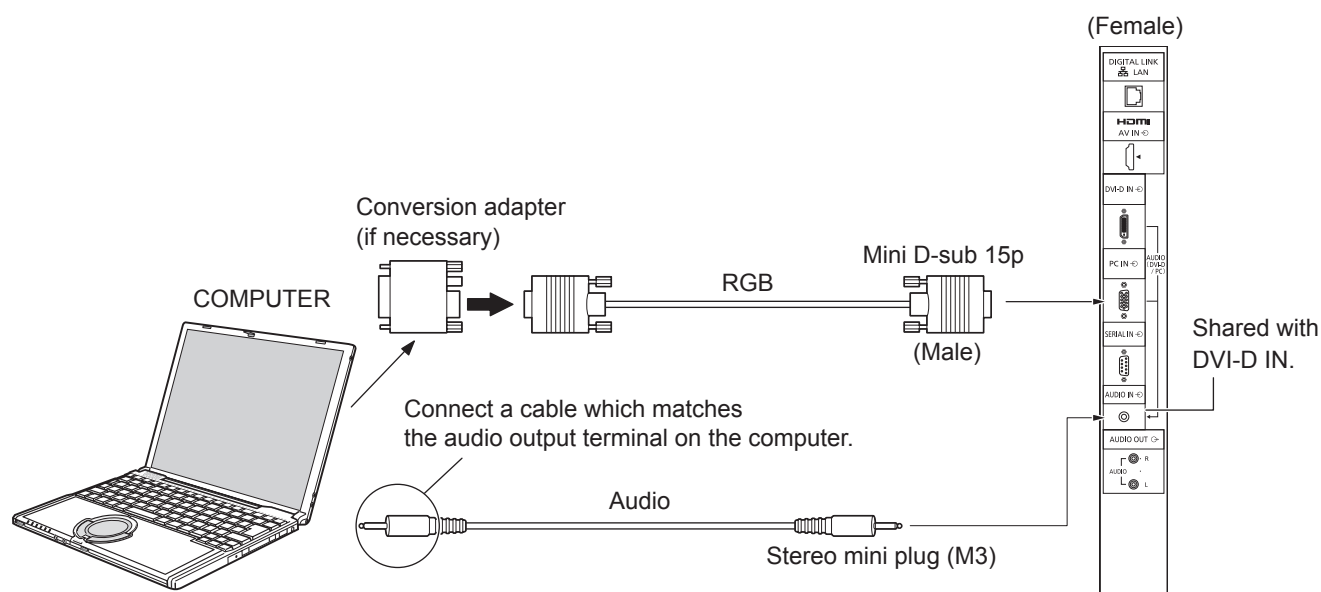 (Female)
DIGITAL LINK
LAN
HDMI
AV IN
DVI-D IN
PC IN
AUDIO
(DVI-D
/ PC)
SERIAL IN
AUDIO IN
AUDIO OUT
R
AUDIO
L
Conversion adapter
(if necessary)
COMPUTER
RGB
Mini D-sub 15p
(Male)
Shared with
DVI-D IN.
Connect a cable which matches
the audio output terminal on the computer.
Audio
Stereo mini plug (M3)